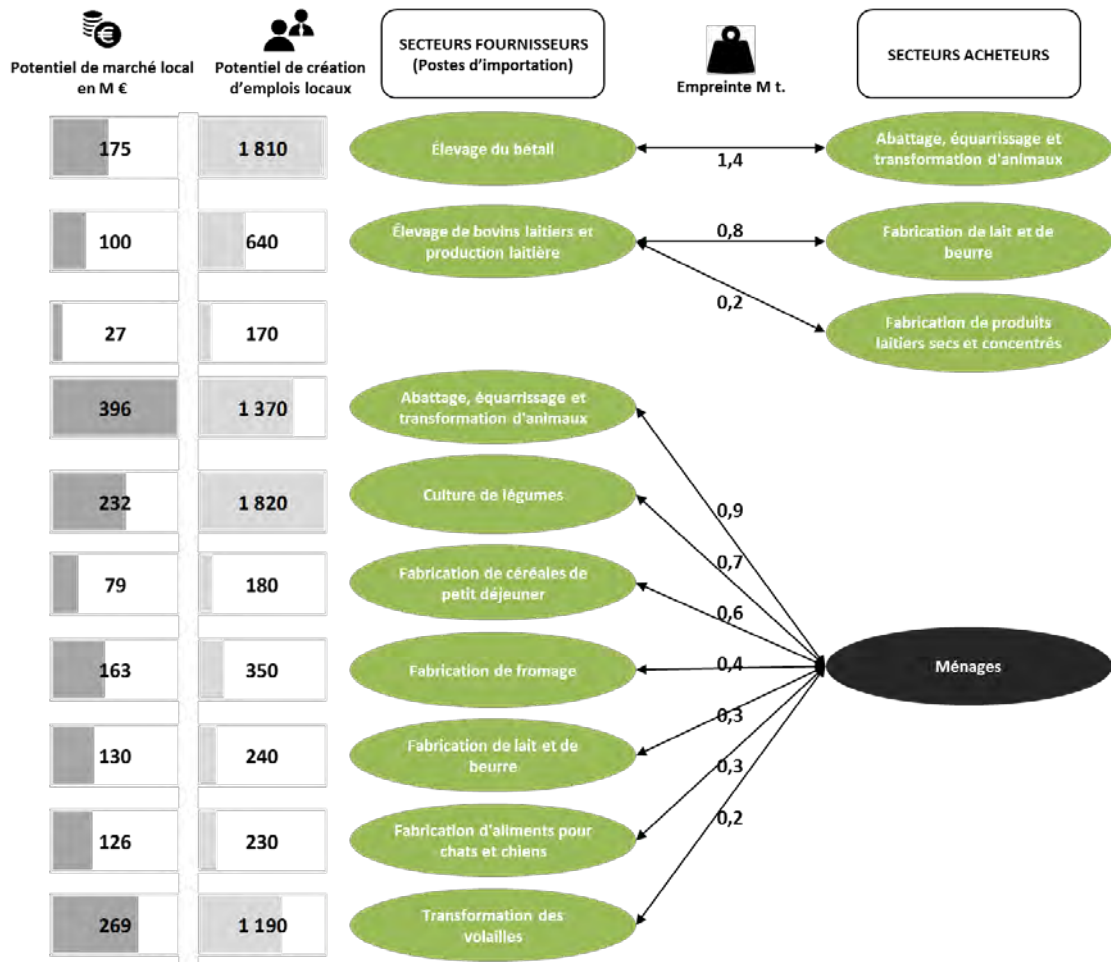 Potentiel de marché local
en M €
Potentiel de création
d'emplois locaux
SECTEURS FOURNISSEURS
(Postes d'importation)
Empreinte M t.
SECTEURS ACHETEURS
175
1 810
Élevage du bétail
1,4
Abattage, équarrissage et
transformation d'animaux
100
640
Élevage de bovins laitiers et
production laitière
0,8
Fabrication de lait et de
beurre
27
170
0,2
Fabrication de produits
laitiers secs et concentrés
396
1 370
Abattage, équarrissage et
transformation d'animaux
0,9
232
1 820
Culture de légumes
0,7
79
180
Fabrication de céréales de
petit déjeuner
0,6
163
350
Fabrication de fromage
0,4
Ménages
130
240
Fabrication de lait et de
beurre
0,3
126
230
Fabrication d'aliments pour
chats et chiens
0,3
269
1 190
Transformation des
volailles
0,2